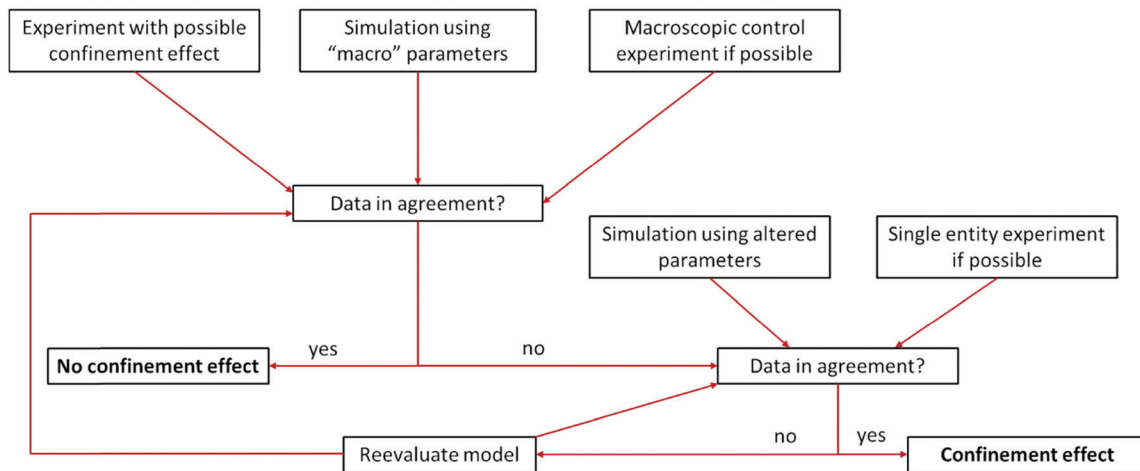 Experiment with possible
confinement effect
Simulation using
“macro” parameters
Macroscopic control
experiment if possible
Data in agreement?
Simulation using altered
parameters
Single entity experiment
if possible
No confinement effect
yes
no
Data in agreement?
Reevaluate model
no
yes
Confinement effect